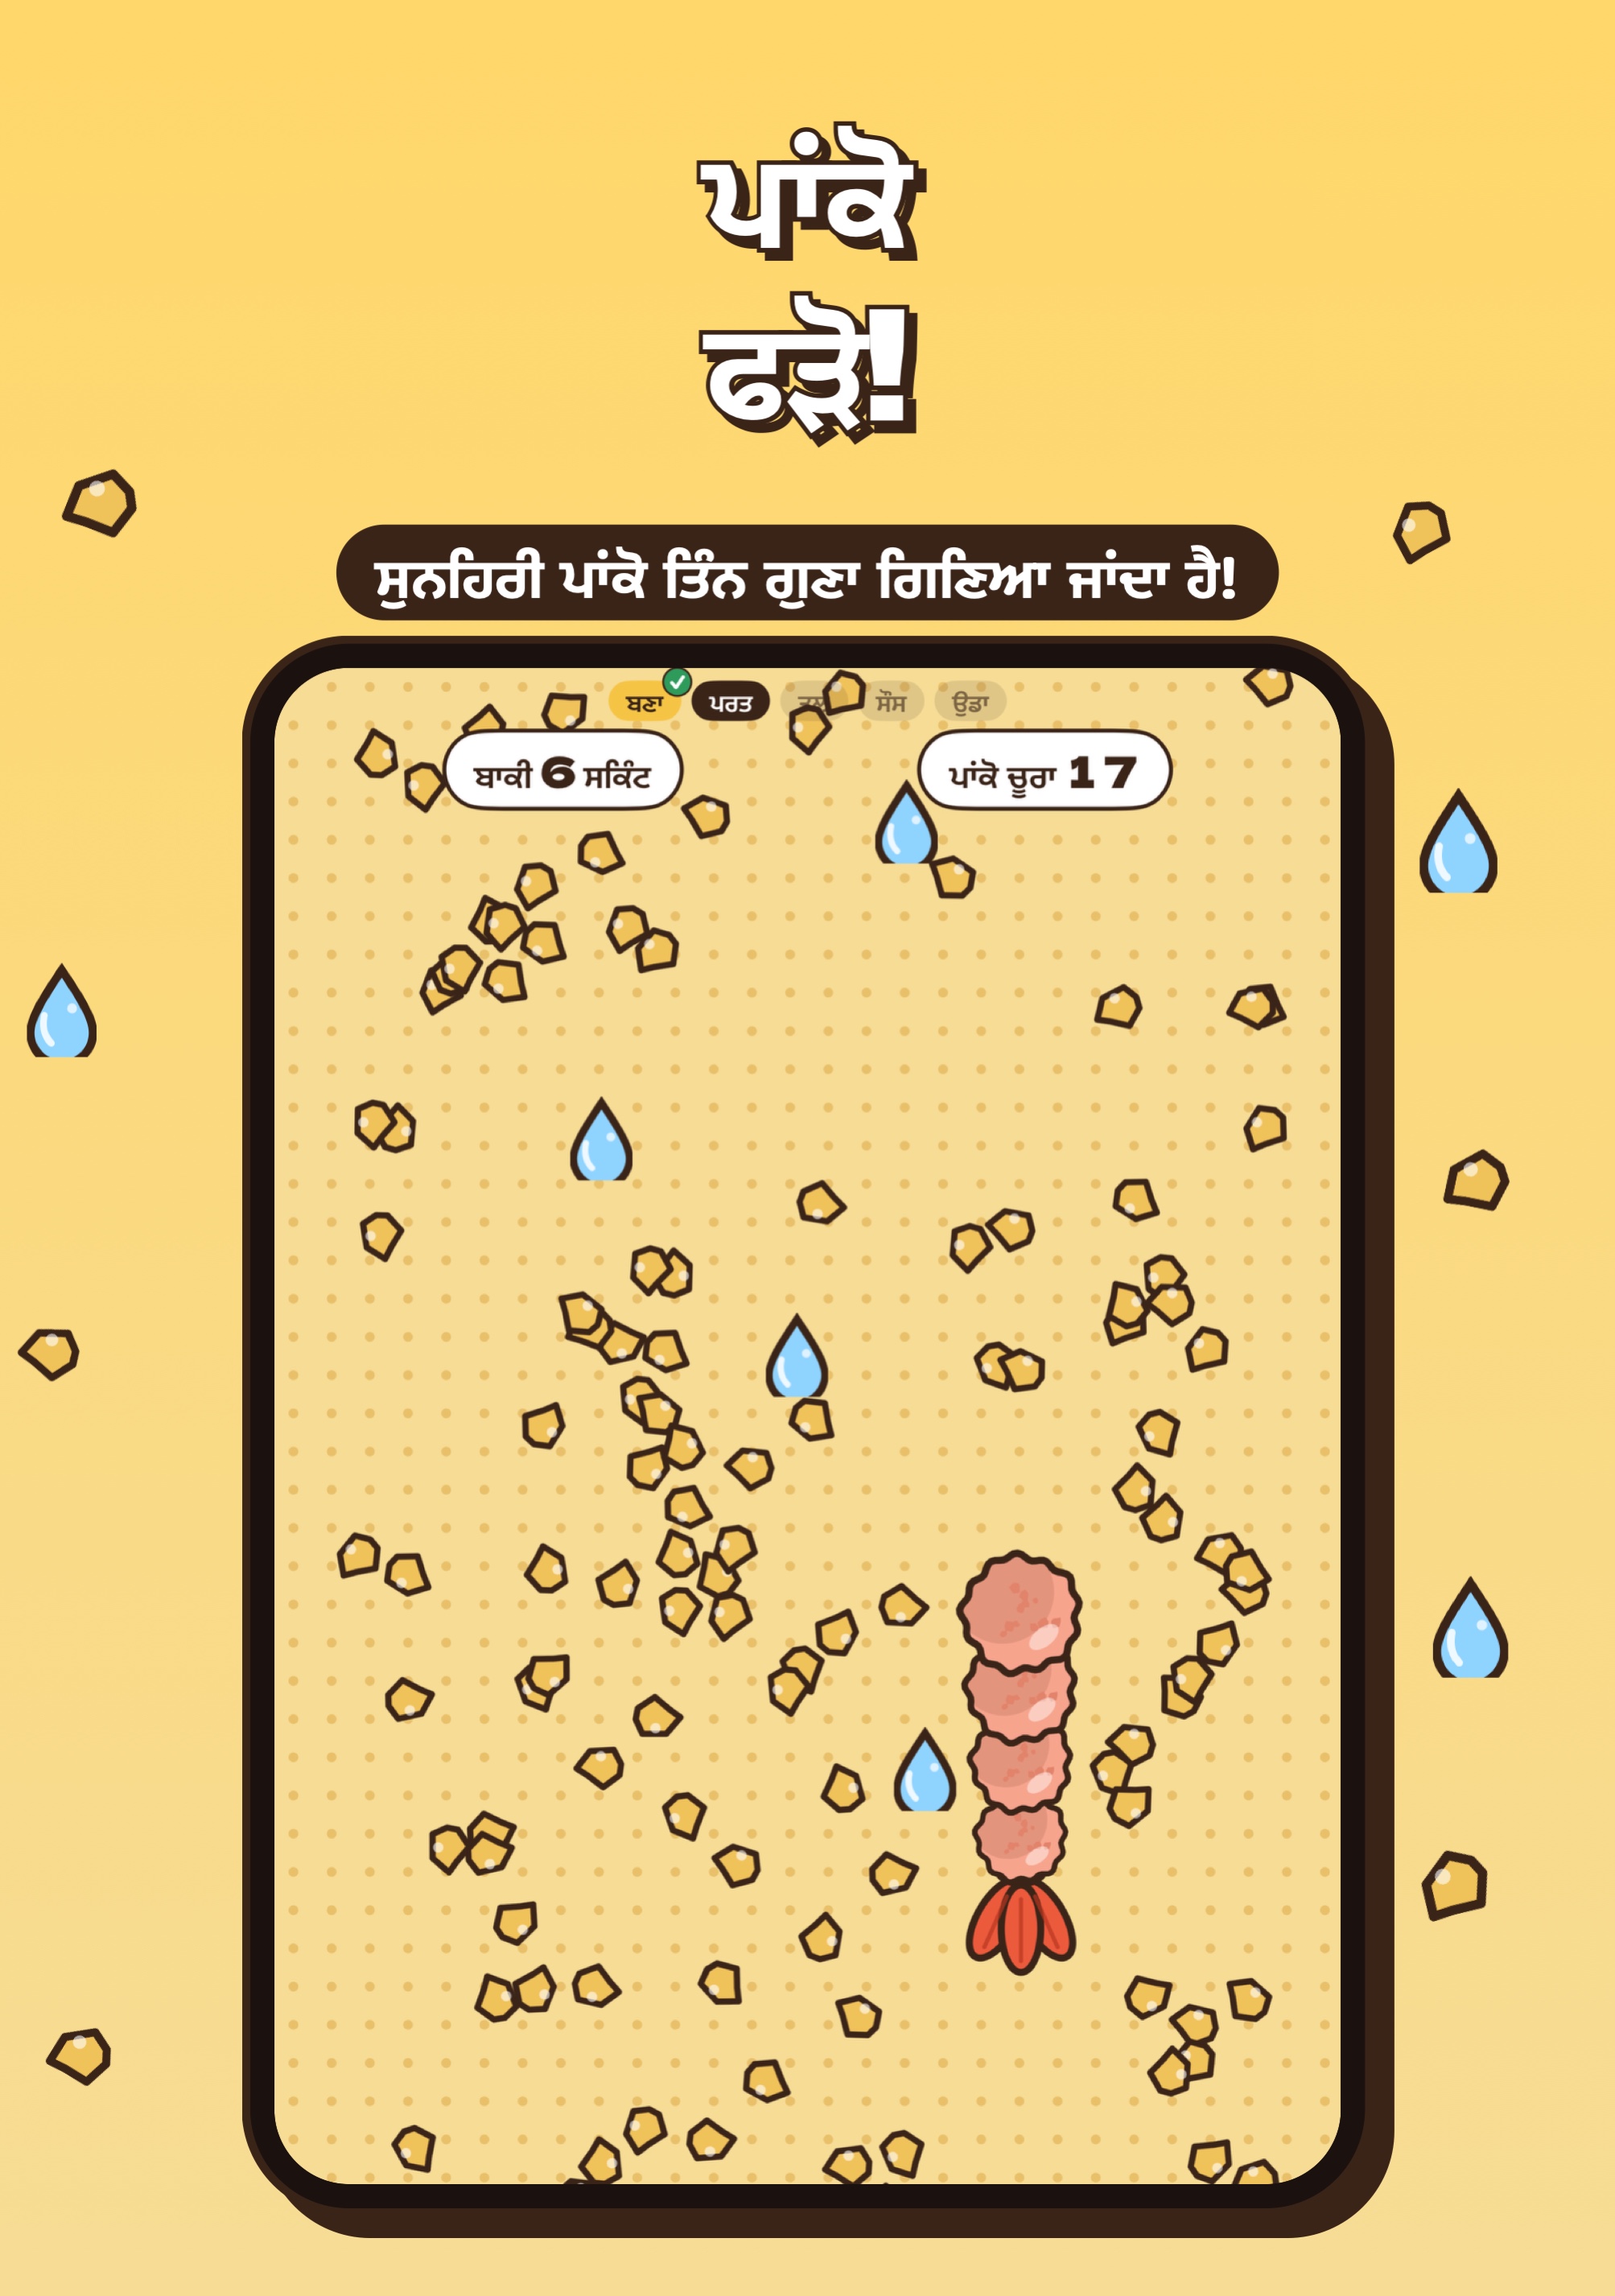 ਪਾਂਕੋ
ਫੜੋ!
ਸੁਨਹਿਰੀ ਪਾਂਕੋ ਤਿੰਨ ਗੁਣਾ ਗਿਣਿਆ ਜਾਂਦਾ ਹੈ!
ਬਣਾ ਪਰਤ ਸੌਸ ਉਡਾ
ਬਾਕੀ 6 ਸਕਿੰਟ ਪਾਂਕੋ ਚੂਰਾ 17